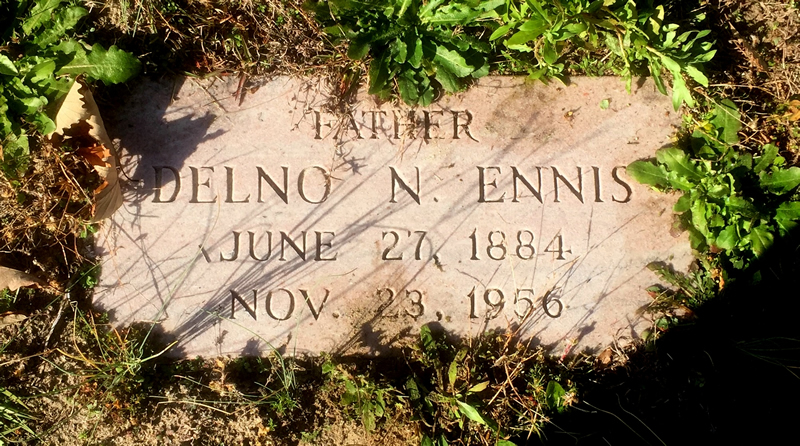 FATHER
DELNO N. ENNIS
JUNE 27, 1884
NOV. 23, 1956